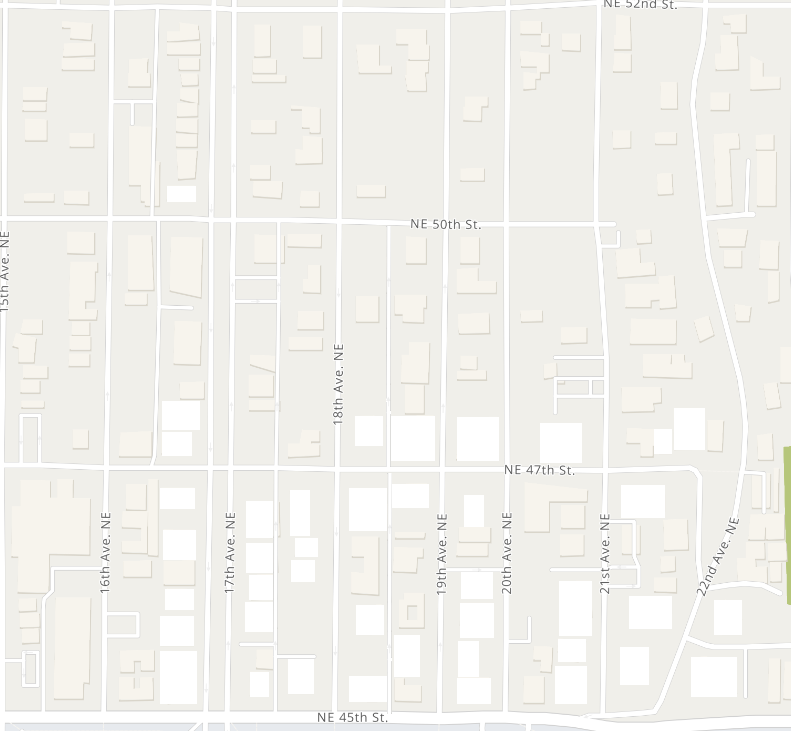 NE 52nd St.
NE 50th St.
15th Ave. NE
18th Ave. NE
NE 47th St.
16th Ave. NE
17th Ave. NE
19th Ave. NE
20th Ave. NE
21st Ave. NE
22nd Ave. NE
NE 45th St.